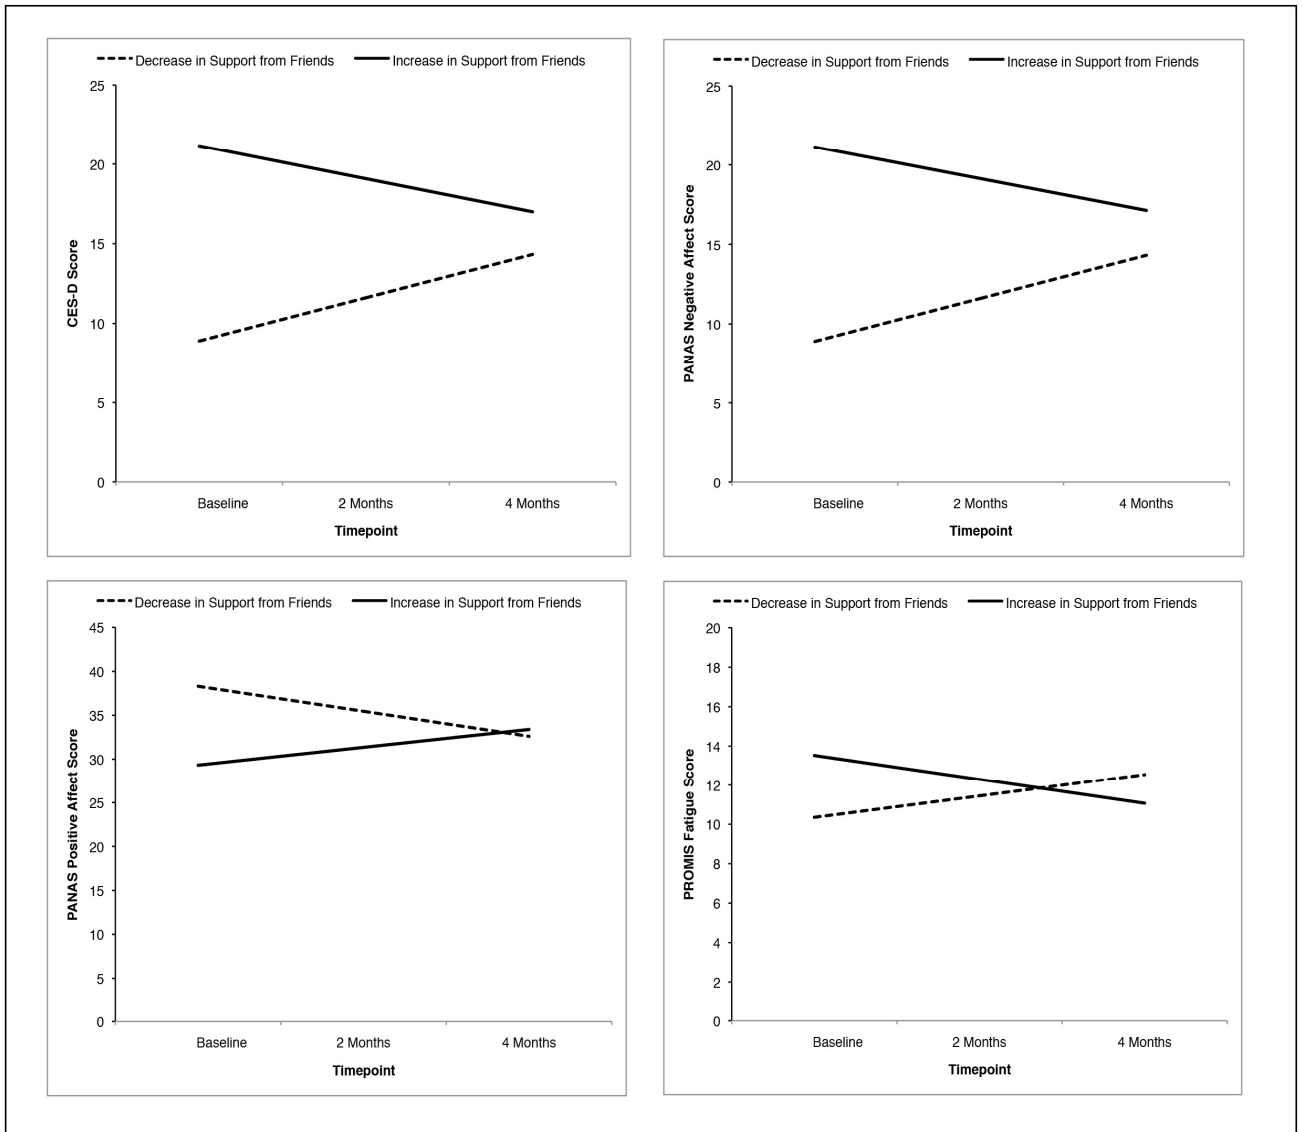 Decrease in Support from Friends Increase in Support from Friends
25
20
15
10
5
0
CES-D Score
Baseline 2 Months 4 Months
Timepoint
Decrease in Support from Friends Increase in Support from Friends
25
20
15
10
5
0
PANAS Negative Affect Score
Baseline 2 Months 4 Months
Timepoint
Decrease in Support from Friends Increase in Support from Friends
45
40
35
30
25
20
15
10
5
0
PANAS Positive Affect Score
Baseline 2 Months 4 Months
Timepoint
Decrease in Support from Friends Increase in Support from Friends
20
18
16
14
12
10
8
6
4
2
0
PROMIS Fatigue Score
Baseline 2 Months 4 Months
Timepoint